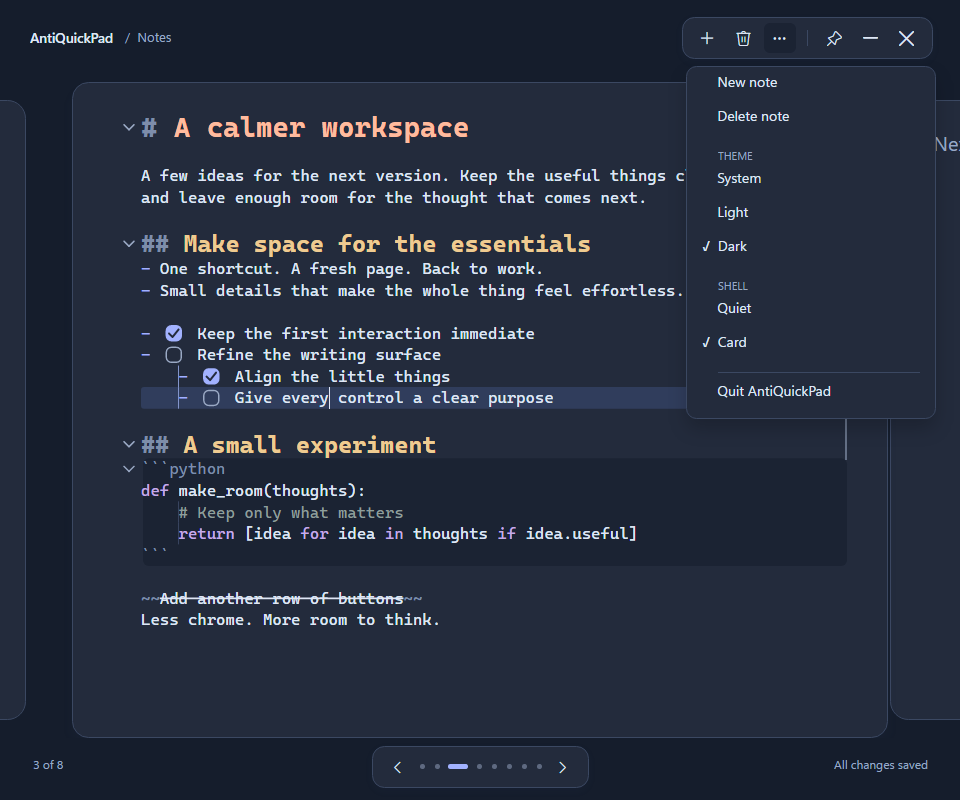 AntiQuickPad / Notes
New note
Delete note
THEME
System
Light
✓ Dark
SHELL
Quiet
✓ Card
Quit AntiQuickPad
# A calmer workspace
A few ideas for the next version. Keep the useful things
and leave enough room for the thought that comes next.
## Make space for the essentials
- One shortcut. A fresh page. Back to work.
- Small details that make the whole thing feel effortless.
- Keep the first interaction immediate
- Refine the writing surface
- Align the little things
- Give every control a clear purpose
## A small experiment
```python
def make_room(thoughts):
# Keep only what matters
return [idea for idea in thoughts if idea.useful]
```
~~Add another row of buttons~~
Less chrome. More room to think.
3 of 8
All changes saved